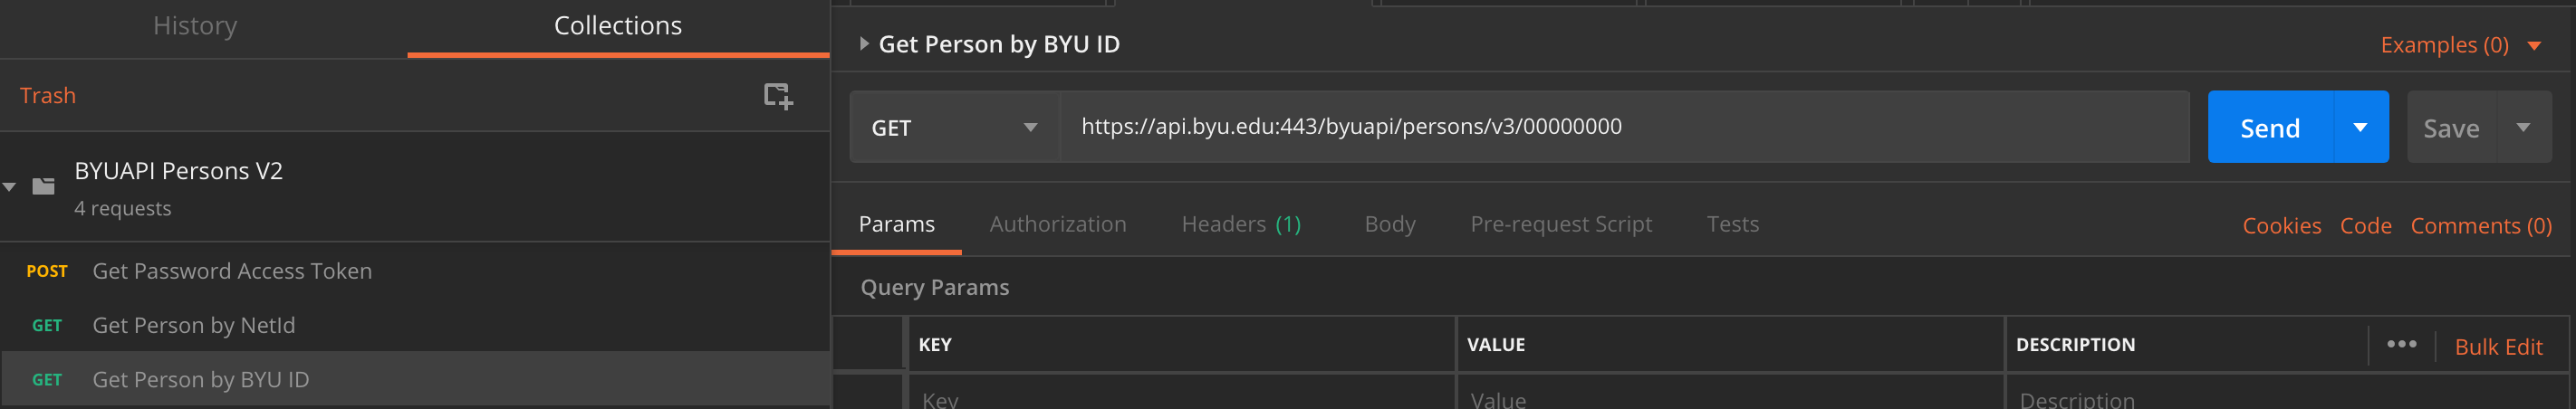 History
Collections
Trash
BYUAPI Persons V2
4 requests
POST Get Password Access Token
GET Get Person by NetId
GET Get Person by BYU ID
Get Person by BYU ID
Examples (0)
GET
https://api.byu.edu:443/byuapi/persons/v3/00000000
Send
Save
Params
Authorization
Headers (1)
Body
Pre-request Script
Tests
Cookies
Code
Comments (0)
Query Params
KEY
VALUE
DESCRIPTION
Bulk Edit
Key
Value
Description